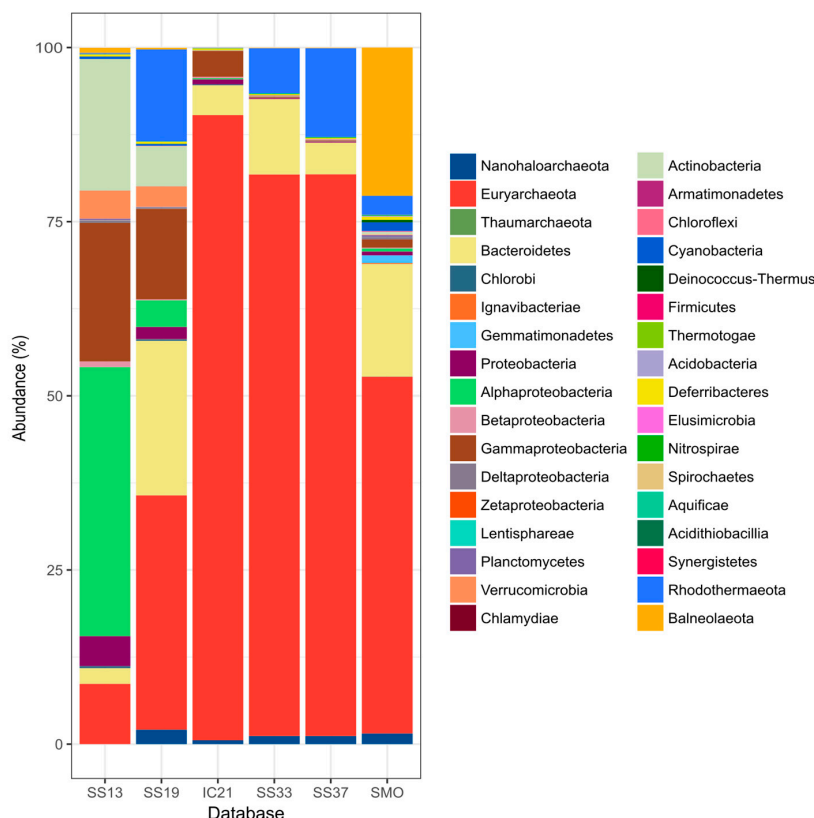 100
75
50
25
0
Abundance (%)
SS13 SS19 IC21 SS33 SS37 SMO
Database
Nanohaloarchaeota
Euryarchaeota
Thaumarchaeota
Bacteroidetes
Chlorobi
Ignavibacteriae
Gemmatimonadetes
Proteobacteria
Alphaproteobacteria
Betaproteobacteria
Gammaproteobacteria
Deltaproteobacteria
Zetaproteobacteria
Lentisphareae
Planctomycetes
Verrucomicrobia
Chlamydiae
Actinobacteria
Armatimonadetes
Chloroflexi
Cyanobacteria
Deinococcus-Thermus
Firmicutes
Thermotogae
Acidobacteria
Deferribacteres
Elusimicrobia
Nitrospirae
Spirochaetes
Aquificae
Acidithiobacillia
Synergistetes
Rhodothermaeota
Balneolaeota